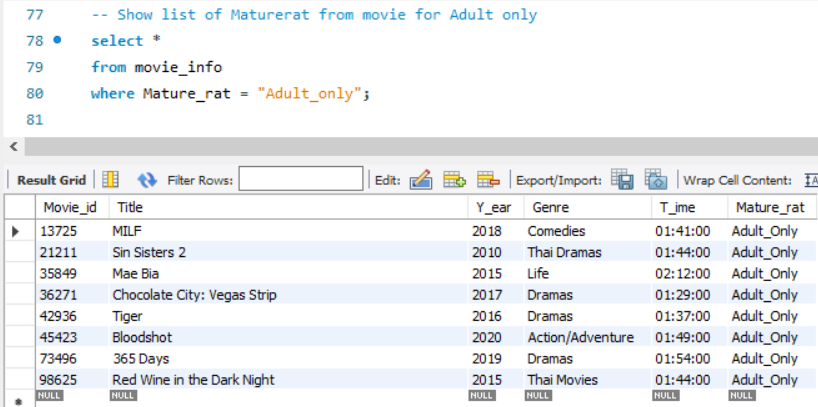 77 -- Show list of Maturerat from movie for Adult only
78 select *
79 from movie_info
80 where Mature_rat = "Adult_only";
81
Result Grid Filter Rows: Edit: Export/Import: Wrap Cell Content:
Movie_id Title Y_ear Genre T_ime Mature_rat
13725 MILF 2018 Comedies 01:41:00 Adult_Only
21211 Sin Sisters 2 2010 Thai Dramas 01:44:00 Adult_Only
35849 Mae Bia 2015 Life 02:12:00 Adult_Only
36271 Chocolate City: Vegas Strip 2017 Dramas 01:29:00 Adult_Only
42936 Tiger 2016 Dramas 01:37:00 Adult_Only
45423 Bloodshot 2020 Action/Adventure 01:49:00 Adult_Only
73496 365 Days 2019 Dramas 01:54:00 Adult_Only
98625 Red Wine in the Dark Night 2015 Thai Movies 01:44:00 Adult_Only
NULL NULL NULL NULL NULL NULL